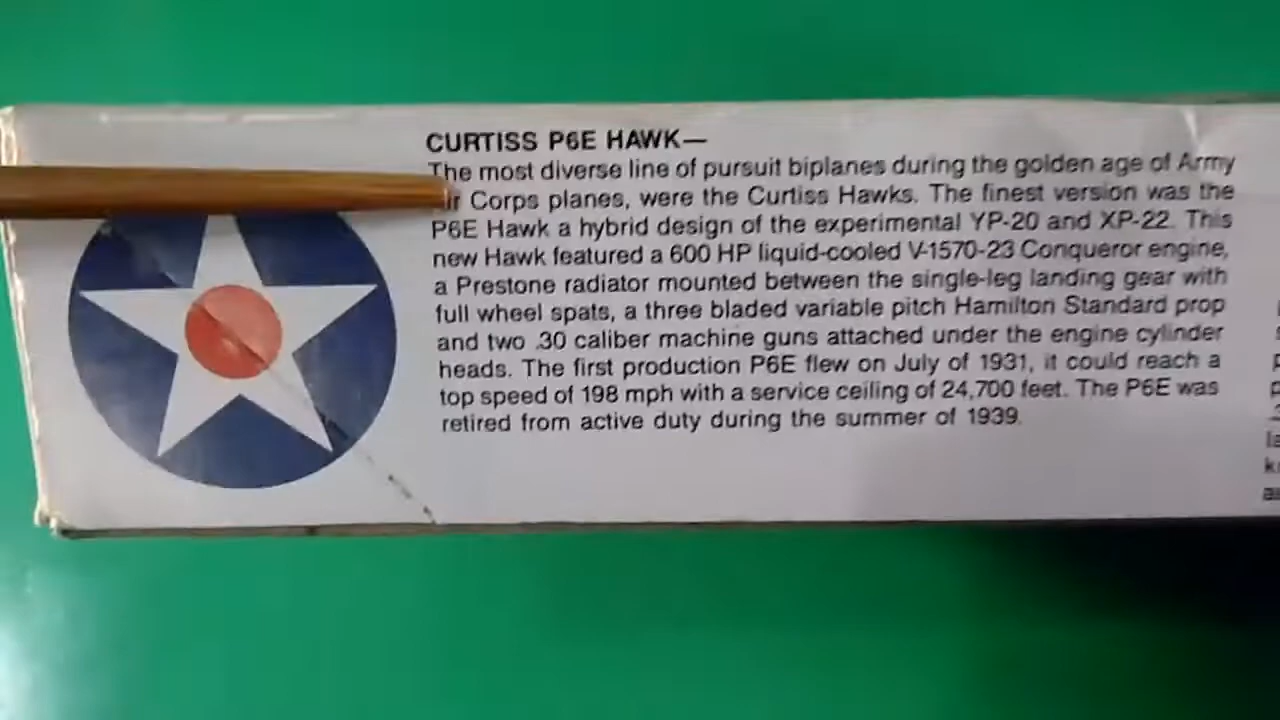 CURTISS P6E HAWK—
The most diverse line of pursuit biplanes during the golden age of Army
Corps planes, were the Curtiss Hawks. The finest version was the
P6E Hawk a hybrid design of the experimental YP-20 and XP-22. This
new Hawk featured a 600 HP liquid-cooled V-1570-23 Conqueror engine,
a Prestone radiator mounted between the single-leg landing gear with
full wheel spats, a three bladed variable pitch Hamilton Standard prop
and two .30 caliber machine guns attached under the engine cylinder
heads. The first production P6E flew on July of 1931, it could reach a
top speed of 198 mph with a service ceiling of 24,700 feet. The P6E was
retired from active duty during the summer of 1939.